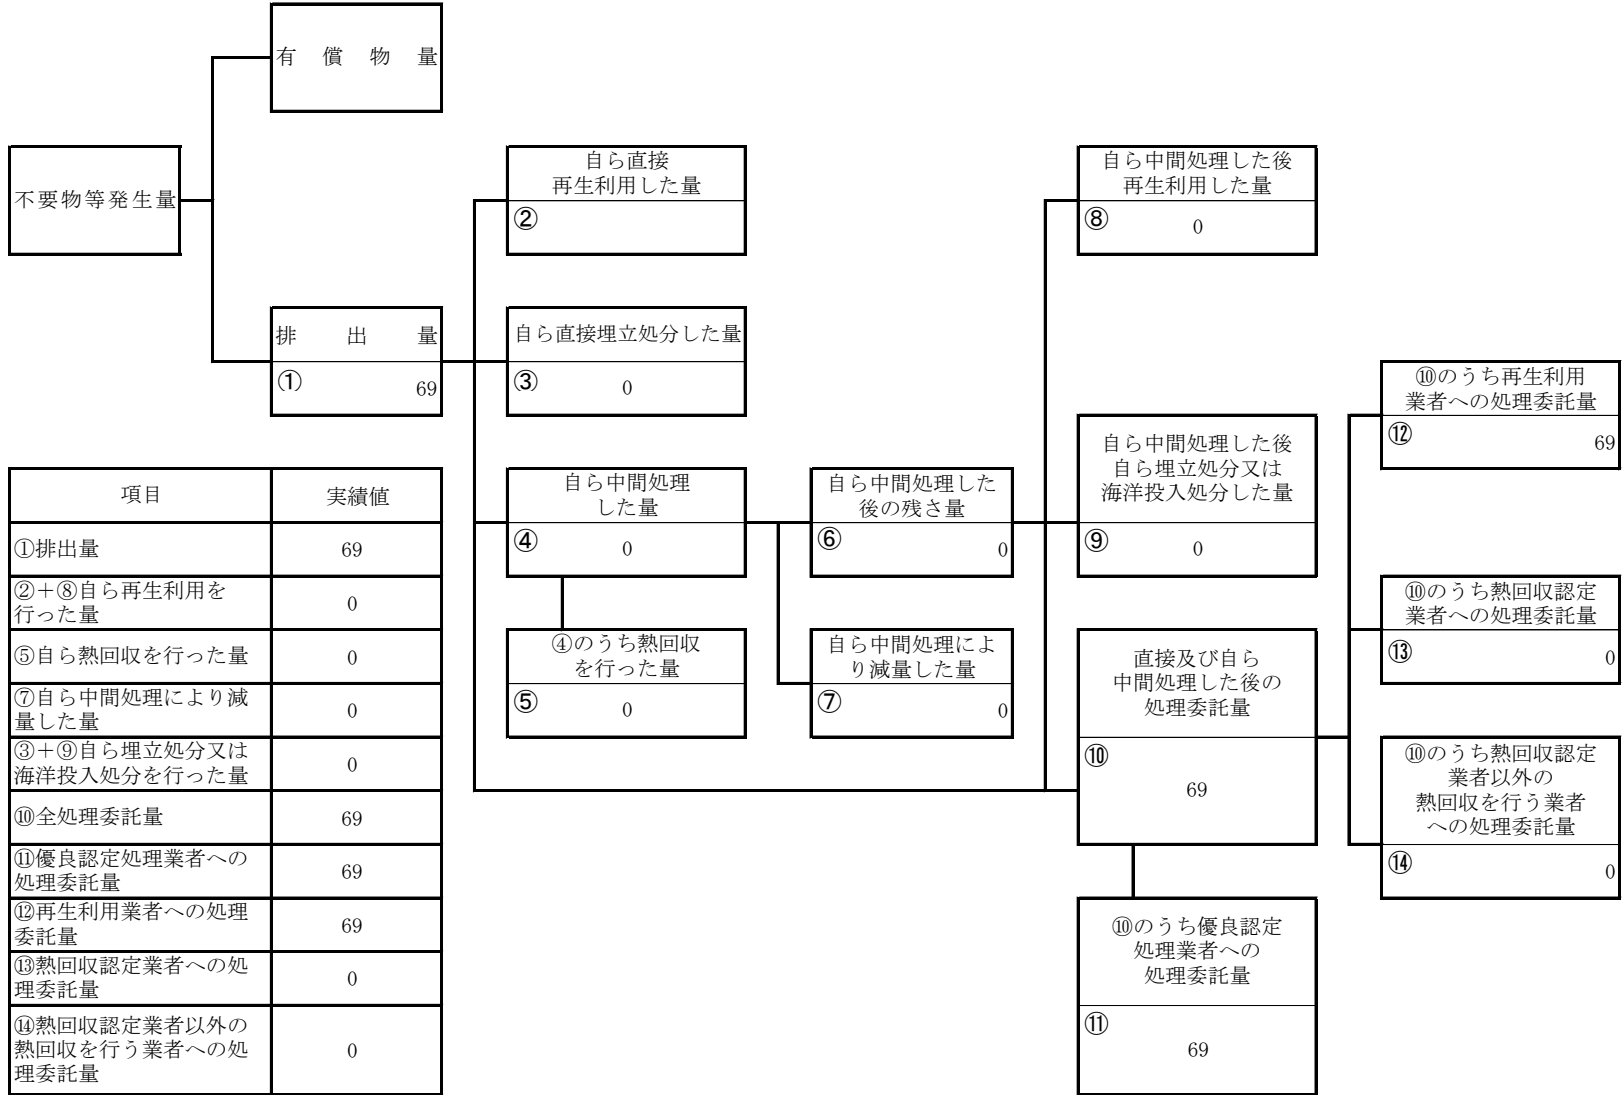 有償物量
不要物等発生量
排出量
① 69
自ら直接
再生利用した量
②
自ら直接埋立処分した量
③ 0
自ら中間処理
した量
④ 0
④のうち熱回収
を行った量
⑤ 0
自ら中間処理した
後の残さ量
⑥ 0
自ら中間処理によ
り減量した量
⑦ 0
自ら中間処理した後
再生利用した量
⑧ 0
自ら中間処理した後
自ら埋立処分又は
海洋投入処分した量
⑨ 0
直接及び自ら
中間処理した後の
処理委託量
⑩
69
⑩のうち優良認定
処理業者への
処理委託量
⑪
69
⑩のうち再生利用
業者への処理委託量
⑫ 69
⑩のうち熱回収認定
業者への処理委託量
⑬ 0
⑩のうち熱回収認定
業者以外の
熱回収を行う業者
への処理委託量
⑭ 0
項目 実績値
①排出量 69
②+⑧自ら再生利用を
行った量 0
⑤自ら熱回収を行った量 0
⑦自ら中間処理により減
量した量 0
③+⑨自ら埋立処分又は
海洋投入処分を行った量 0
⑩全処理委託量 69
⑪優良認定処理業者への
処理委託量 69
⑫再生利用業者への処理
委託量 69
⑬熱回収認定業者への処
理委託量 0
⑭熱回収認定業者以外の
熱回収を行う業者への処 0
理委託量